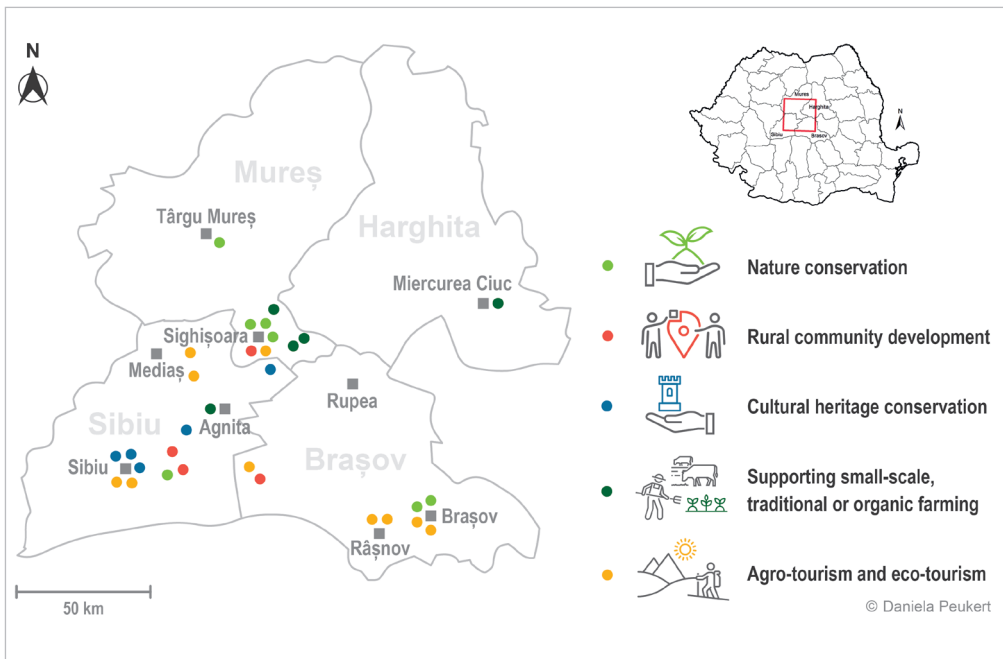 N
Mureș
Târgu Mureș
Harghita
Miercurea Ciuc
Sighișoara
Mediaș
Rupea
Agnita
Sibiu
Sibiu
Brașov
Brașov
Râșnov
50 km
Mures
Harghita
Sibiu
Brasov
N
Nature conservation
Rural community development
Cultural heritage conservation
Supporting small-scale,
traditional or organic farming
Agro-tourism and eco-tourism
© Daniela Peukert